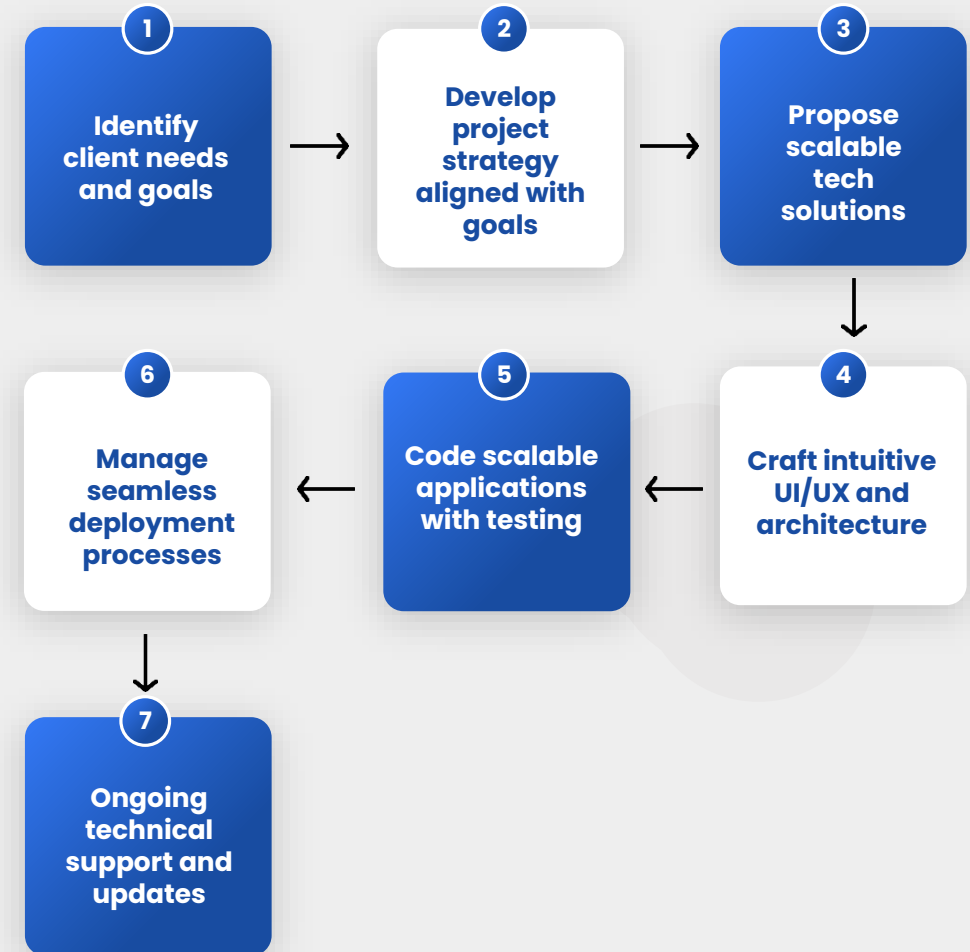 1
Identify
client needs
and goals
2
Develop
project
strategy
aligned with
goals
3
Propose
scalable
tech
solutions
4
Craft intuitive
UI/UX and
architecture
5
Code scalable
applications
with testing
6
Manage
seamless
deployment
processes
7
Ongoing
technical
support and
updates